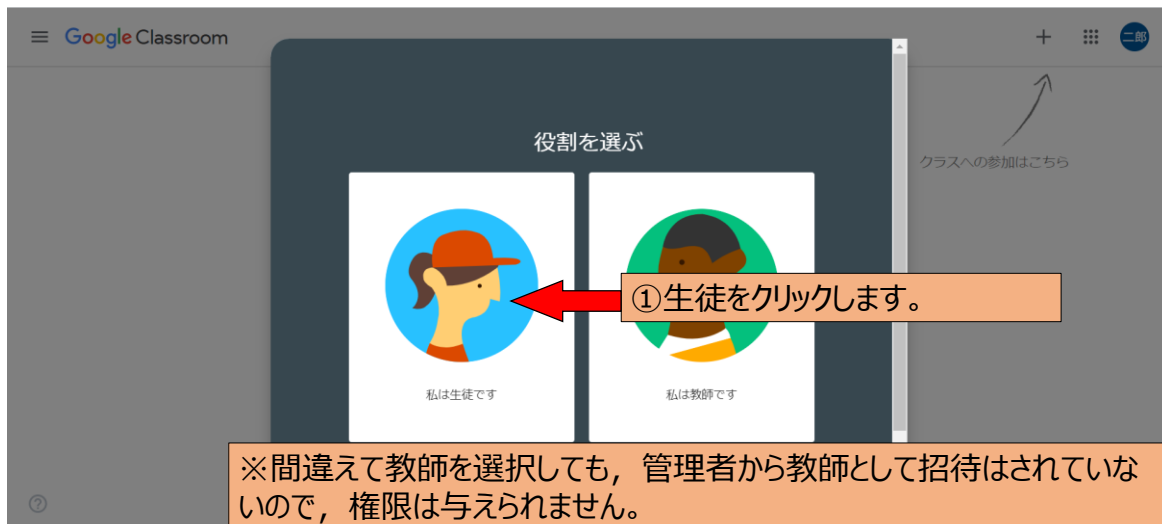 Google Classroom
二郎
役割を選ぶ
クラスへの参加はこちら
①生徒をクリックします。
私は生徒です
私は教師です
※間違えて教師を選択しても，管理者から教師として招待はされていな
いので，権限は与えられません。